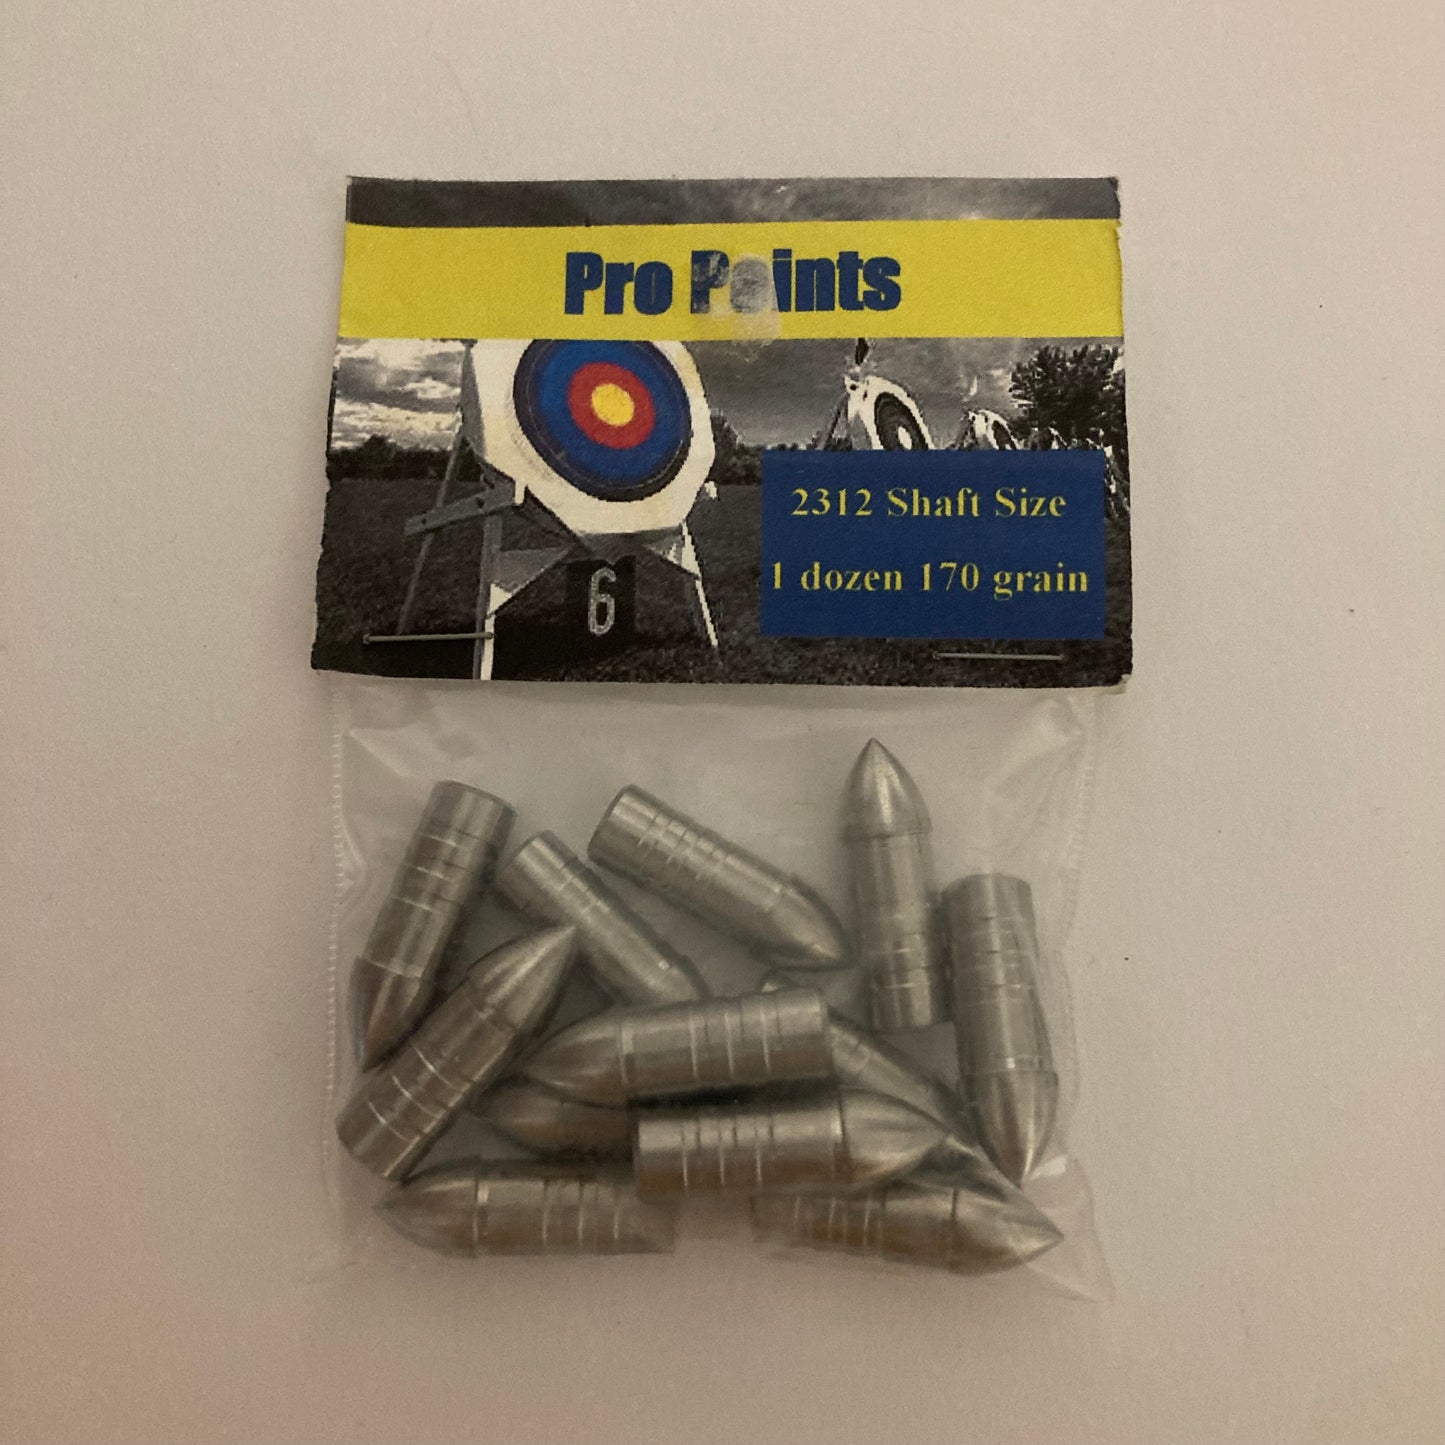 Pro Points
2312 Shaft Size
1 dozen 170 grain
6